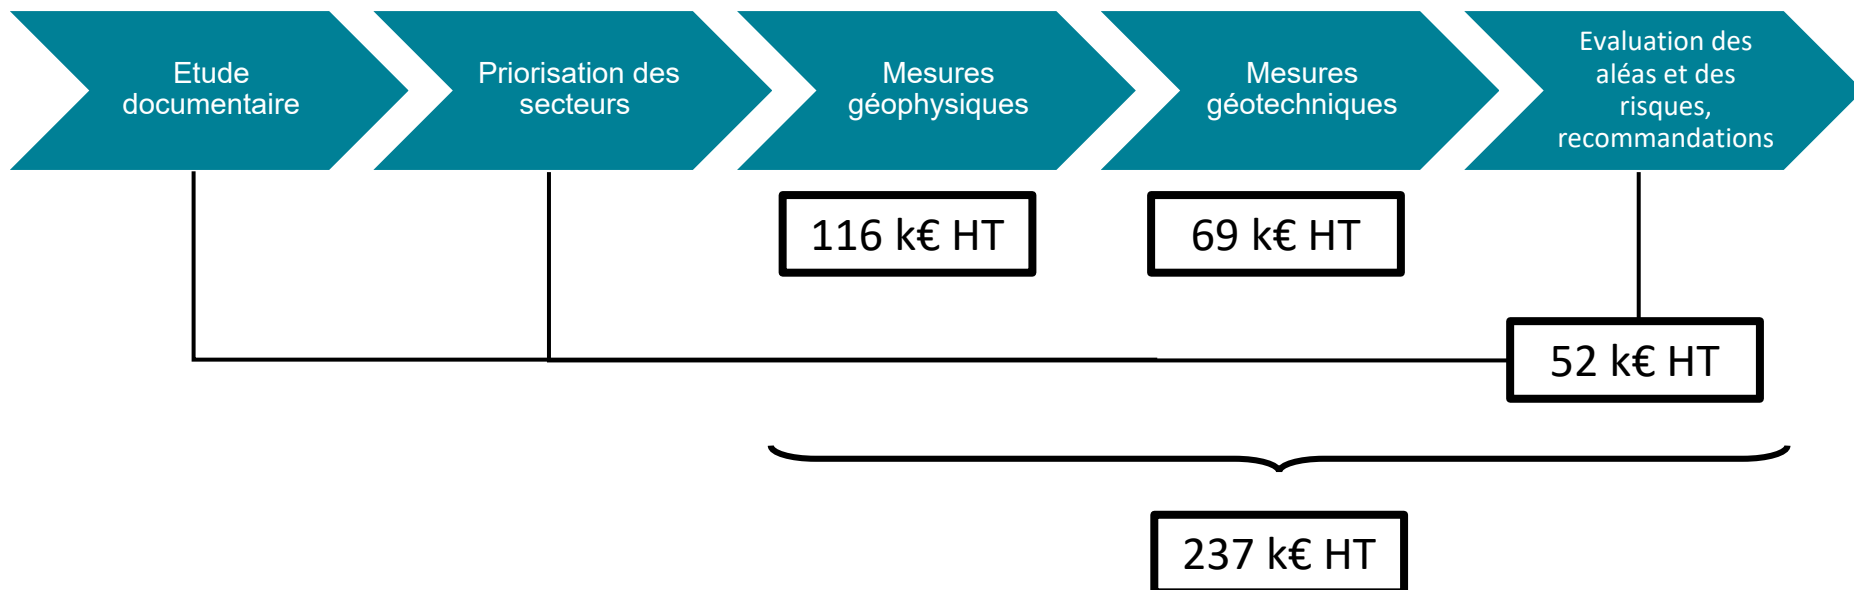 Etude
documentaire
Priorisation des
secteurs
Mesures
géophysiques
Mesures
géotechniques
Evaluation des
aléas et des
risques,
recommandations
116 k€ HT
69 k€ HT
52 k€ HT
237 k€ HT